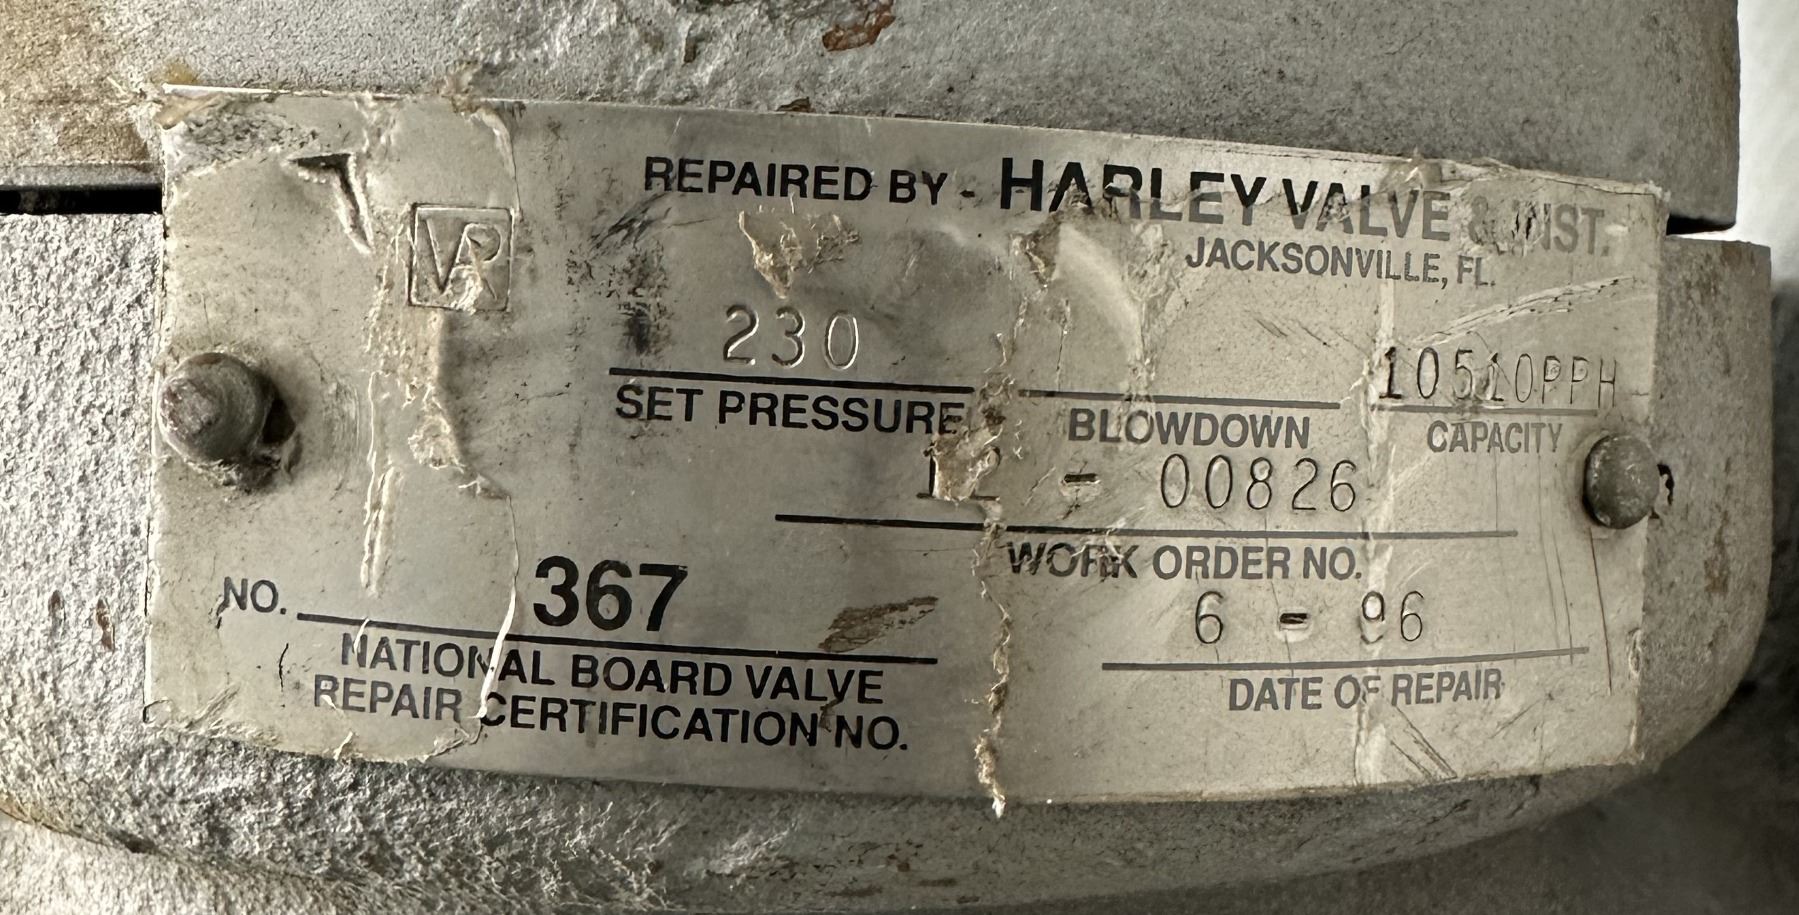 REPAIRED BY - HARLEY VALVE & INST.
JACKSONVILLE, FL.
VR
230
10510PPH
SET PRESSURE
BLOWDOWN
CAPACITY
- 00826
WORK ORDER NO.
NO. 367
6 - 96
NATIONAL BOARD VALVE
REPAIR CERTIFICATION NO.
DATE OF REPAIR